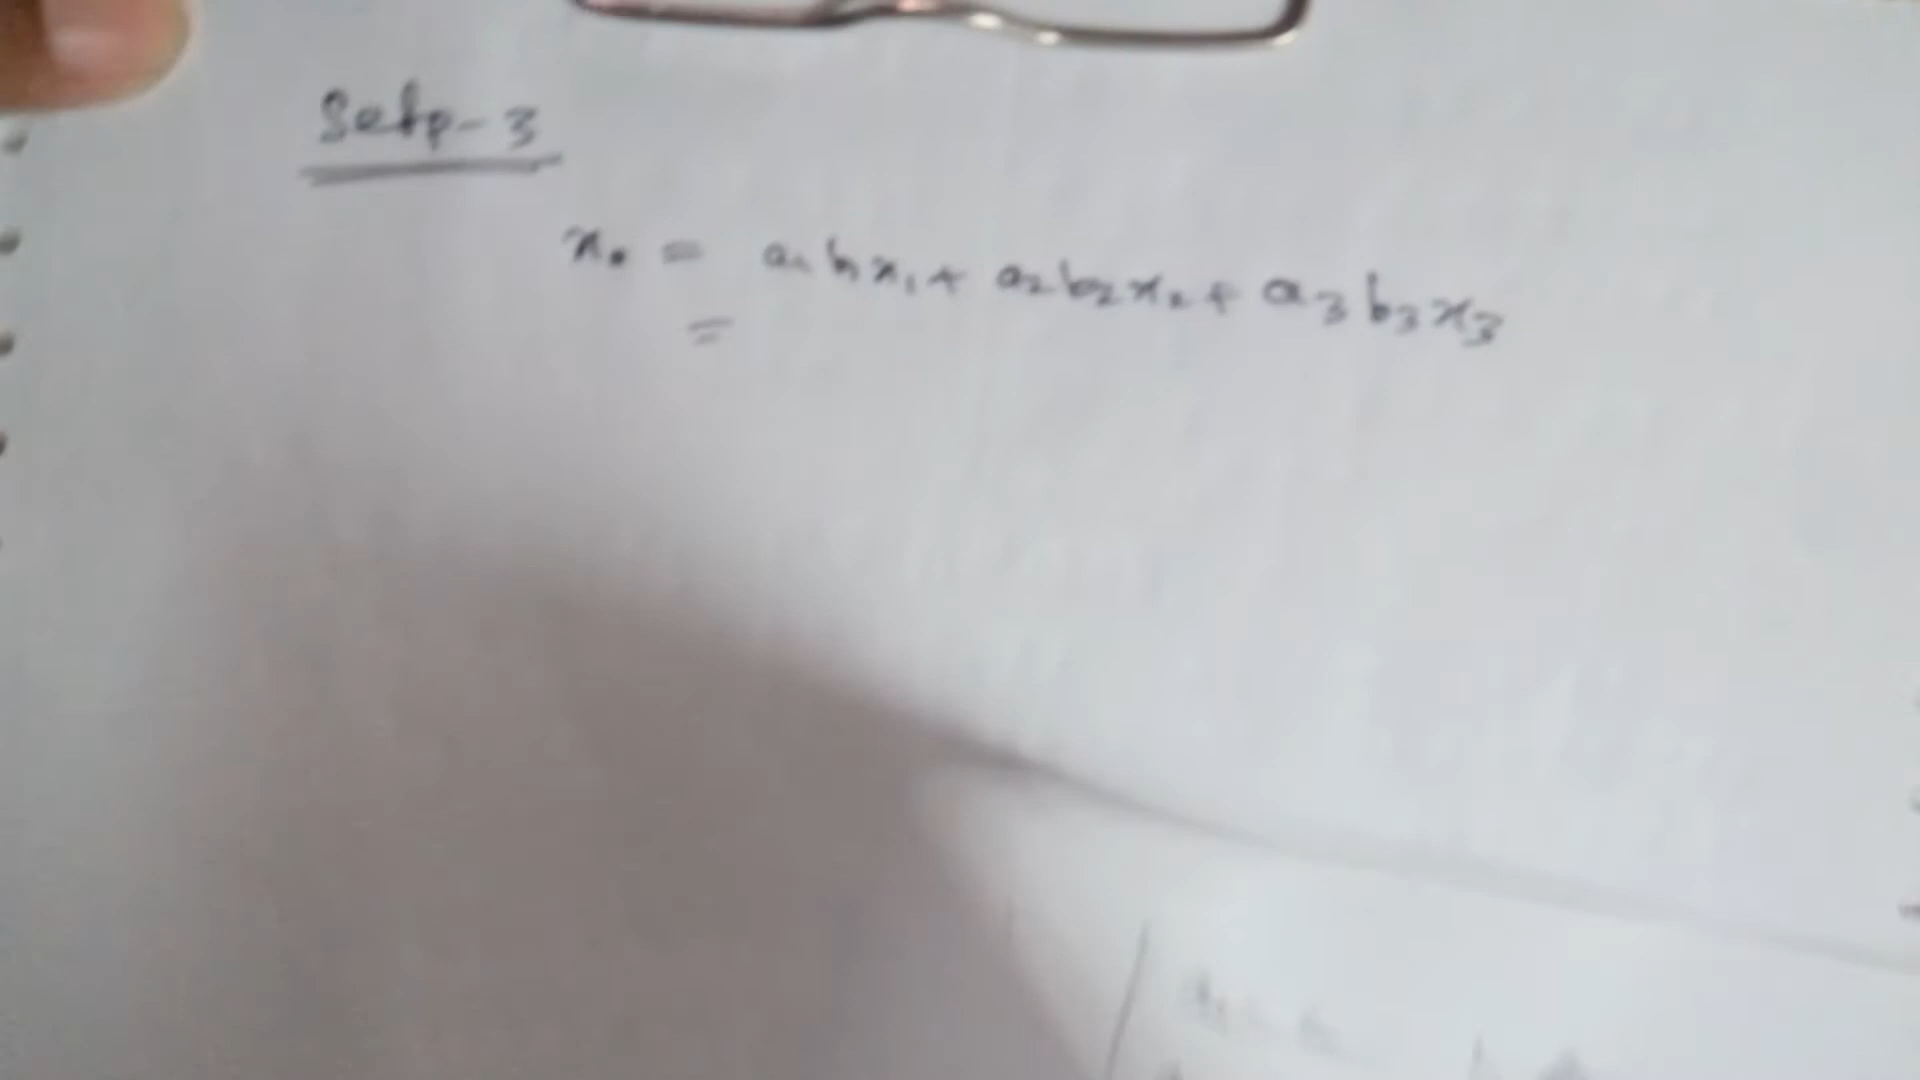 Setp-3
x₀ = a₁b₁x₁+ a₂b₂x₂+ a₃b₃x₃
=